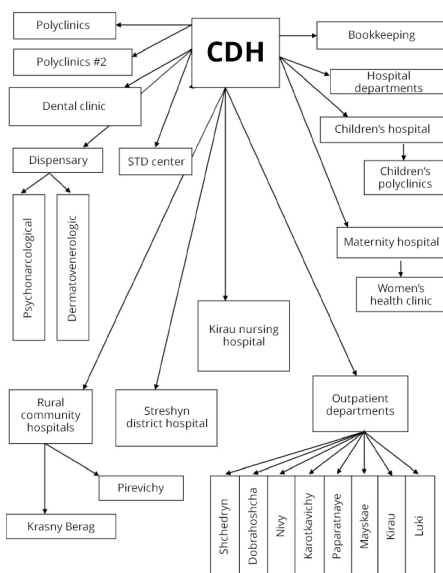 Polyclinics
CDH
Bookkeeping
Polyclinics #2
Hospital
departments
Dental clinic
Children's hospital
Dispensary
STD center
Children's
polyclinics
Psychonarcological
Dermatovenerologic
Maternity hospital
Women's
health clinic
Kirau nursing
hospital
Rural
community
hospitals
Streshyn
district hospital
Outpatient
departments
Pirevichy
Krasny Berag
Shchedryn
Dobrahoshcha
Nivy
Karotkavichy
Paparatnaye
Mayskae
Kirau
Luki